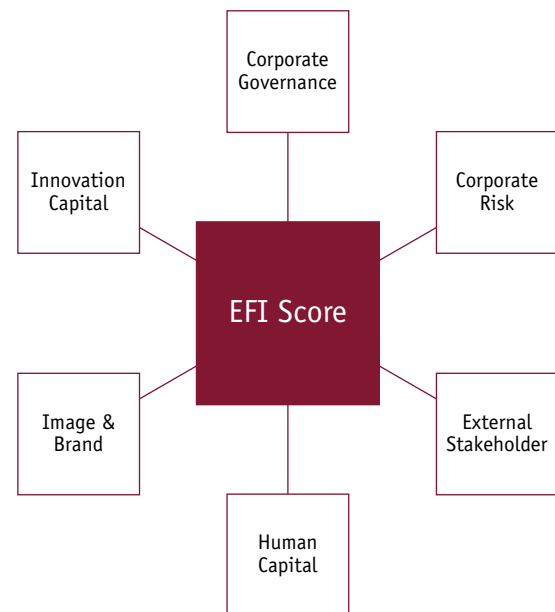 Corporate
Governance
Innovation
Capital
Corporate
Risk
EFI Score
Image &
Brand
External
Stakeholder
Human
Capital